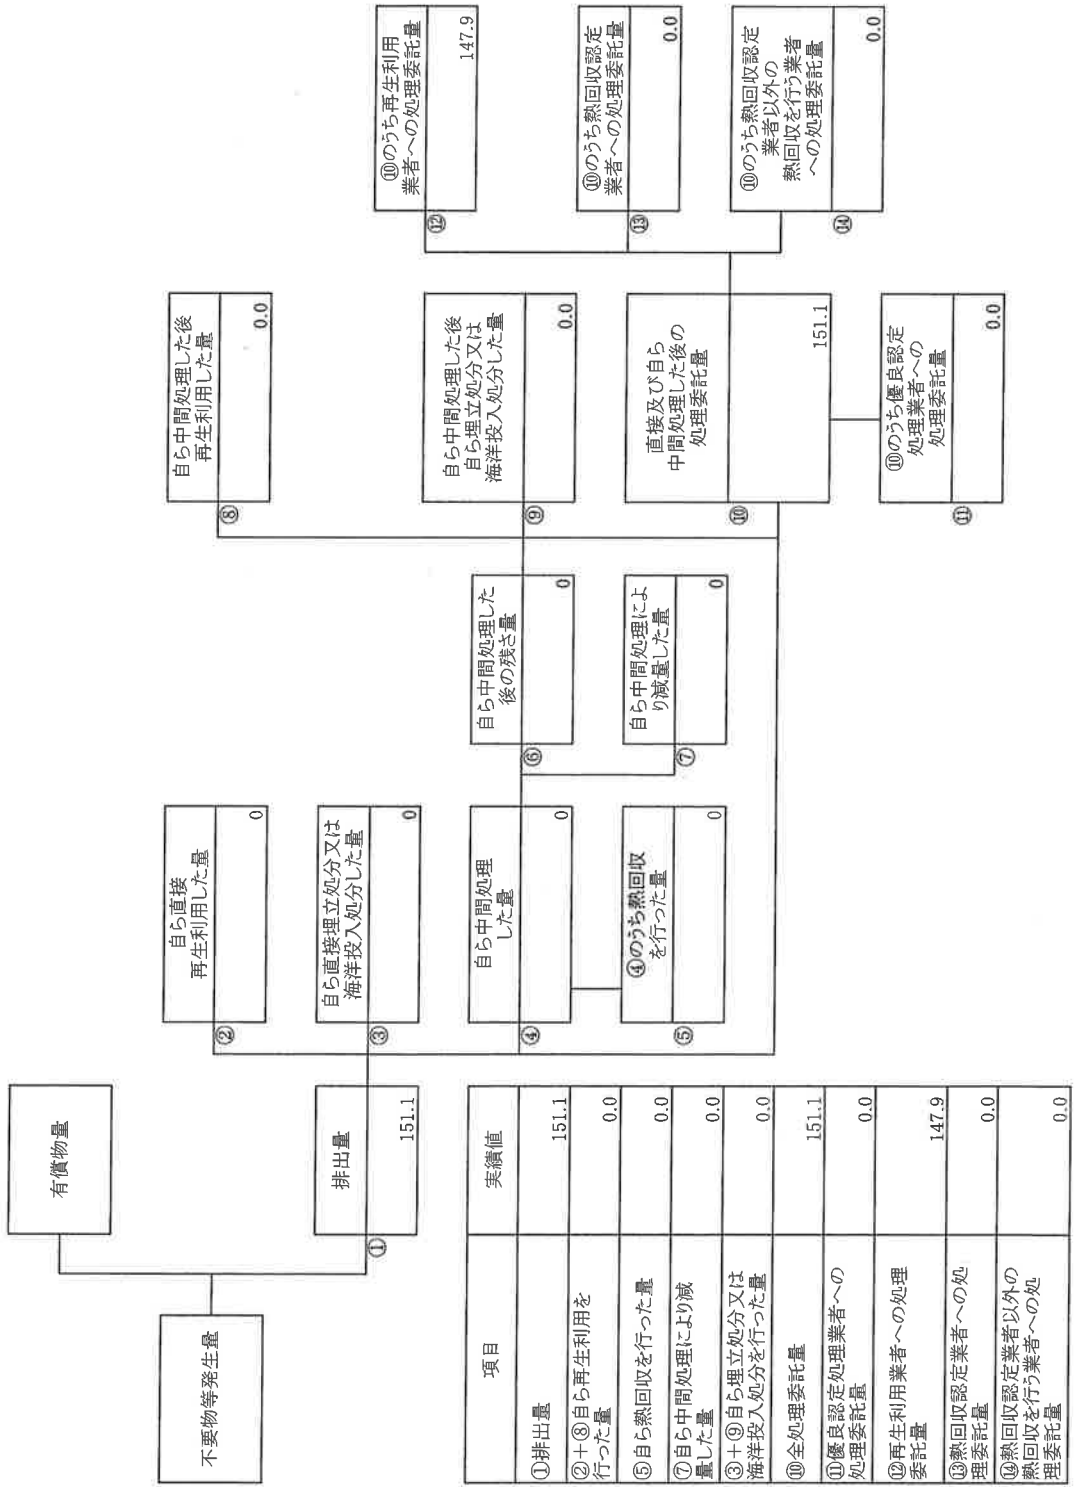 不要物等発生量
有償物量
排出量
①
151.1
自ら直接
再生利用した量
②
0
自ら直接埋立処分又は
海洋投入処分した量
③
0
自ら中間処理
した量
④
0
④のうち熱回収
を行った量
⑤
0
自ら中間処理した
後の残さ量
⑥
0
自ら中間処理によ
り減量した量
⑦
0
自ら中間処理した後
再生利用した量
⑧
0.0
自ら中間処理した後
自ら埋立処分又は
海洋投入処分した量
⑨
0.0
直接及び自ら
中間処理した後の
処理委託量
⑩
151.1
⑩のうち優良認定
処理業者への
処理委託量
⑪
0.0
⑩のうち再生利用
業者への処理委託量
⑫
147.9
⑩のうち熱回収認定
業者への処理委託量
⑬
0.0
⑩のうち熱回収認定
業者以外の
熱回収を行う業者
への処理委託量
⑭
0.0
項目 実績値
①排出量 151.1
②+⑧自ら再生利用を
行った量 0.0
⑤自ら熱回収を行った量 0.0
⑦自ら中間処理により減
量した量 0.0
③+⑨自ら埋立処分又は
海洋投入処分を行った量 0.0
⑩全処理委託量 151.1
⑪優良認定処理業者への
処理委託量 0.0
⑫再生利用業者への処理
委託量 147.9
⑬熱回収認定業者への処
理委託量 0.0
⑭熱回収認定業者以外の
熱回収を行う業者への処
理委託量 0.0